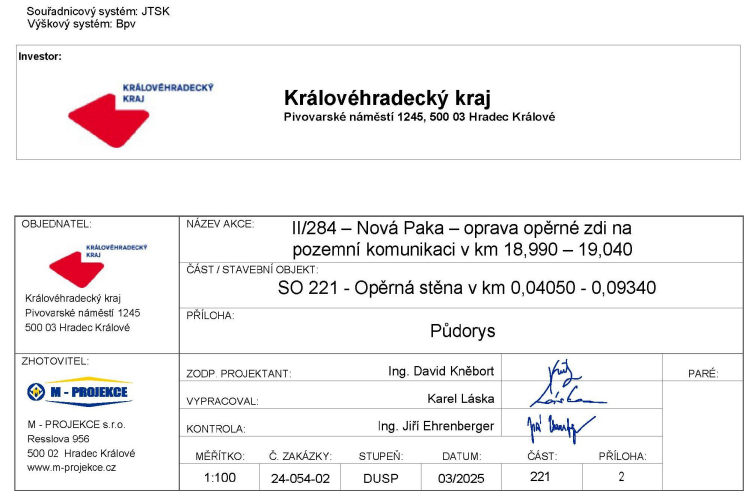 Souřadnicový systém: JTSK
Výškový systém: Bpv
Investor:
KRÁLOVÉHRADECKÝ
KRAJ
Královéhradecký kraj
Pivovarské náměstí 1245, 500 03 Hradec Králové
OBJEDNATEL:
KRÁLOVÉHRADECKÝ
KRAJ
Královéhradecký kraj
Pivovarské náměstí 1245
500 03 Hradec Králové
NÁZEV AKCE:
II/284 – Nová Paka – oprava opěrné zdi na
pozemní komunikaci v km 18,990 – 19,040
ČÁST / STAVEBNÍ OBJEKT:
SO 221 - Opěrná stěna v km 0,04050 - 0,09340
PŘÍLOHA:
Půdorys
ZHOTOVITEL:
M - PROJEKCE
M - PROJEKCE s.r.o.
Resslova 956
500 02 Hradec Králové
www.m-projekce.cz
ZODP. PROJEKTANT: Ing. David Kněbort
VYPRACOVAL: Karel Láska
KONTROLA: Ing. Jiří Ehrenberger
PARÉ:
MĚŘÍTKO: Č. ZAKÁZKY: STUPEŇ: DATUM: ČÁST: PŘÍLOHA:
1:100 24-054-02 DUSP 03/2025 221 2